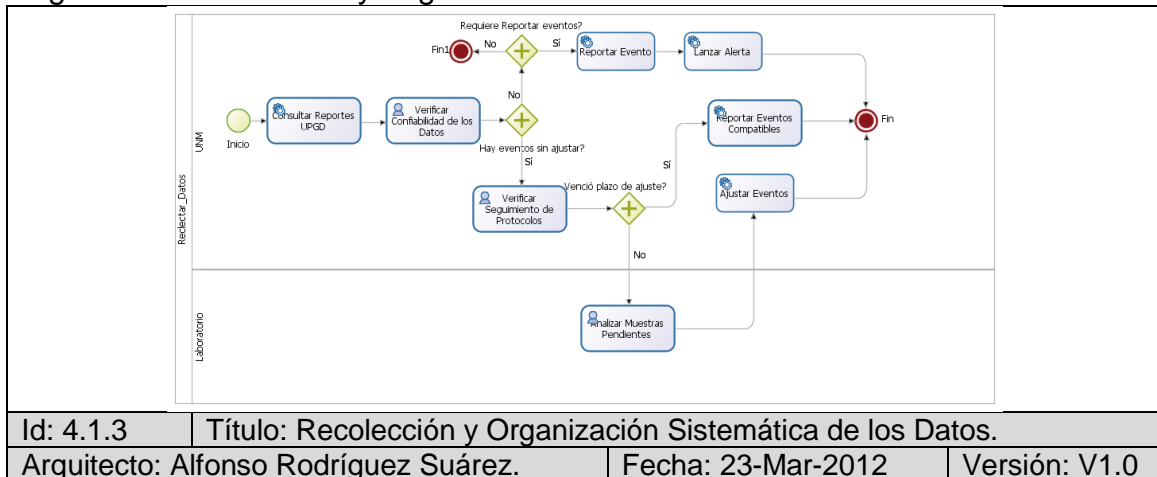 Requiere Reportar eventos?
Fin1
No
Sí
Reportar Evento
Lanzar Alerta
No
Inicio
Consultar Reportes
UPGD
Verificar
Confiabilidad de los
Datos
Hay eventos sin ajustar?
Sí
Reportar Eventos
Compatibles
Fin
UNM
Verificar
Seguimiento de
Protocolos
Venció plazo de ajuste?
Sí
Ajustar Eventos
No
Reclectar_Datos
Laboratorio
Analizar Muestras
Pendientes
Id: 4.1.3
Título: Recolección y Organización Sistemática de los Datos.
Arquitecto: Alfonso Rodríguez Suárez.
Fecha: 23-Mar-2012
Versión: V1.0